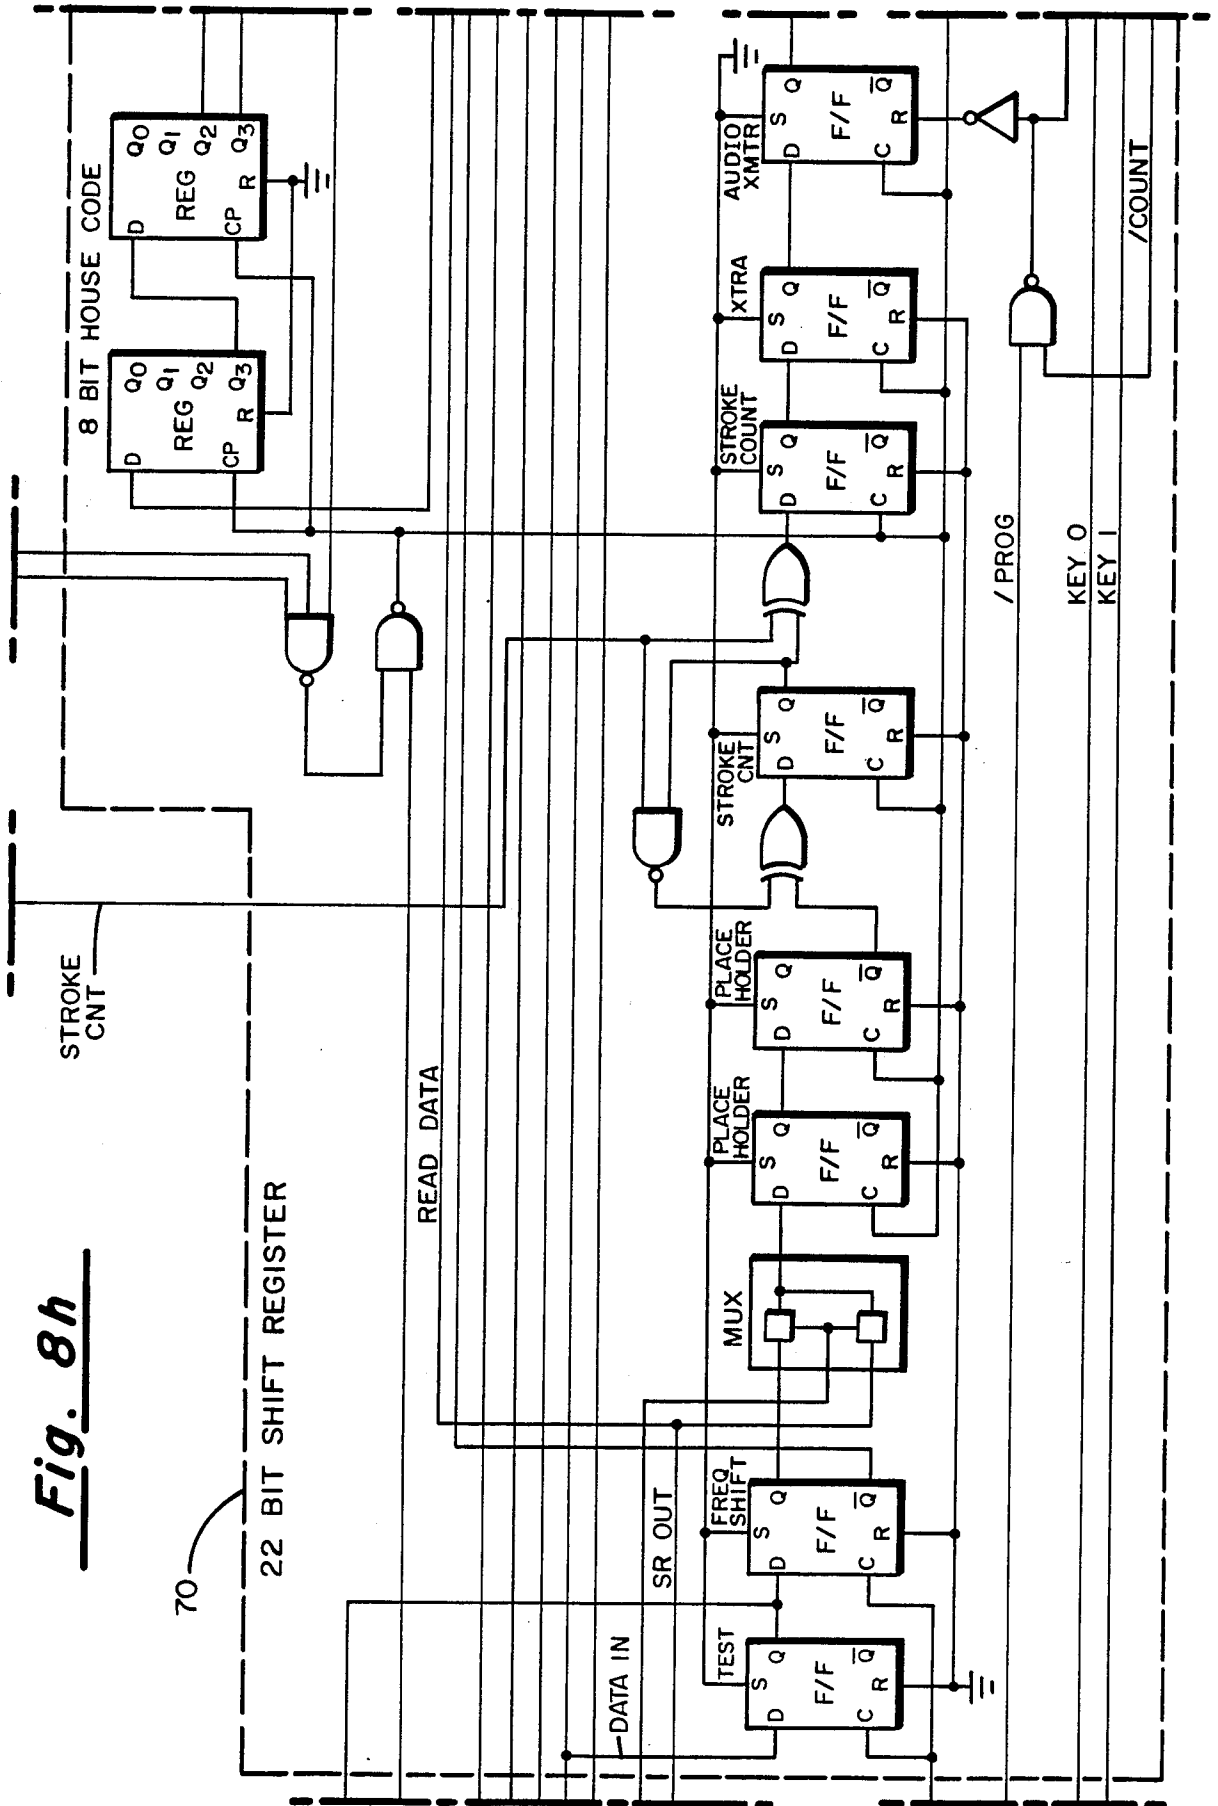 Fig. 8h
70
22 BIT SHIFT REGISTER
STROKE
CNT
8 BIT HOUSE CODE
D
REG
CP
Q0
Q1
Q2
Q3
R
D
REG
CP
Q0
Q1
Q2
Q3
R
READ DATA
SR OUT
DATA IN
TEST
S
D
Q
F/F
C
R
Q
FREQ
SHIFT
S
D
Q
F/F
C
R
Q
MUX
PLACE
HOLDER
S
D
Q
F/F
C
R
Q
PLACE
HOLDER
S
D
Q
F/F
C
R
Q
STROKE
CNT
S
D
Q
F/F
C
R
Q
STROKE
COUNT
S
D
Q
F/F
C
R
Q
XTRA
S
D
Q
F/F
C
R
Q
AUDIO
XMTR
S
D
Q
F/F
C
R
Q
/PROG
KEY 0
KEY 1
/COUNT